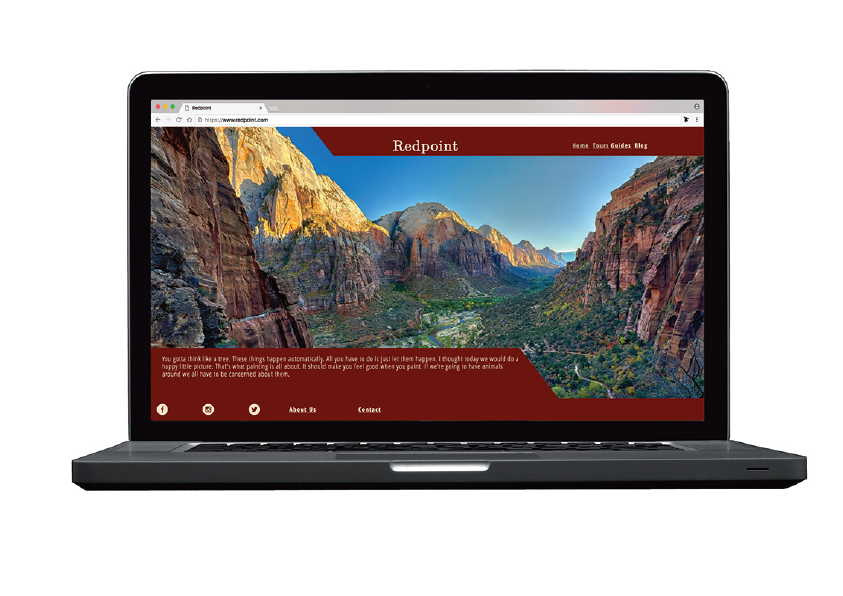 Redpoint
https://www.redpoint.com
Redpoint
Home Tours Guides Blog
You gotta think like a tree. These things happen automatically. All you have to do is just let them happen. I thought today we would do a
happy little picture. That's what painting is all about. It should make you feel good when you paint. If we're going to have animals
around we all have to be concerned about them.
About Us Contact